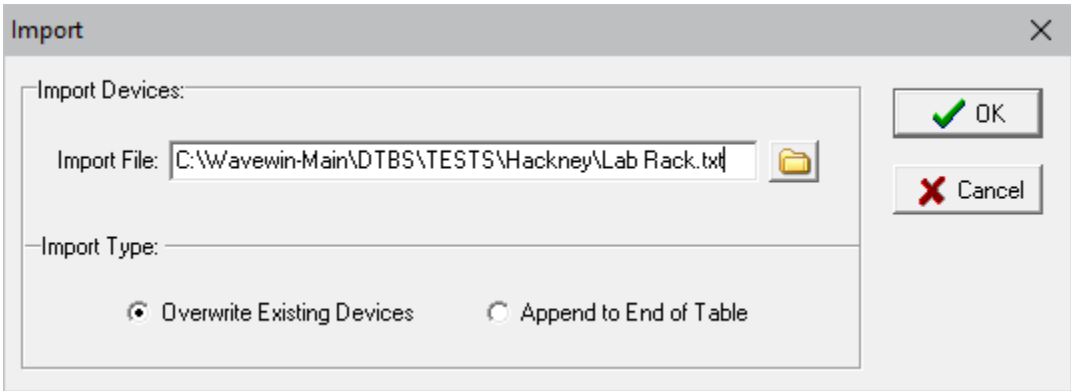 Import
Import Devices:
OK
Import File: C:\Wavewin-Main\DTBS\TESTS\Hackney\Lab Rack.txt
Cancel
Import Type:
Overwrite Existing Devices Append to End of Table